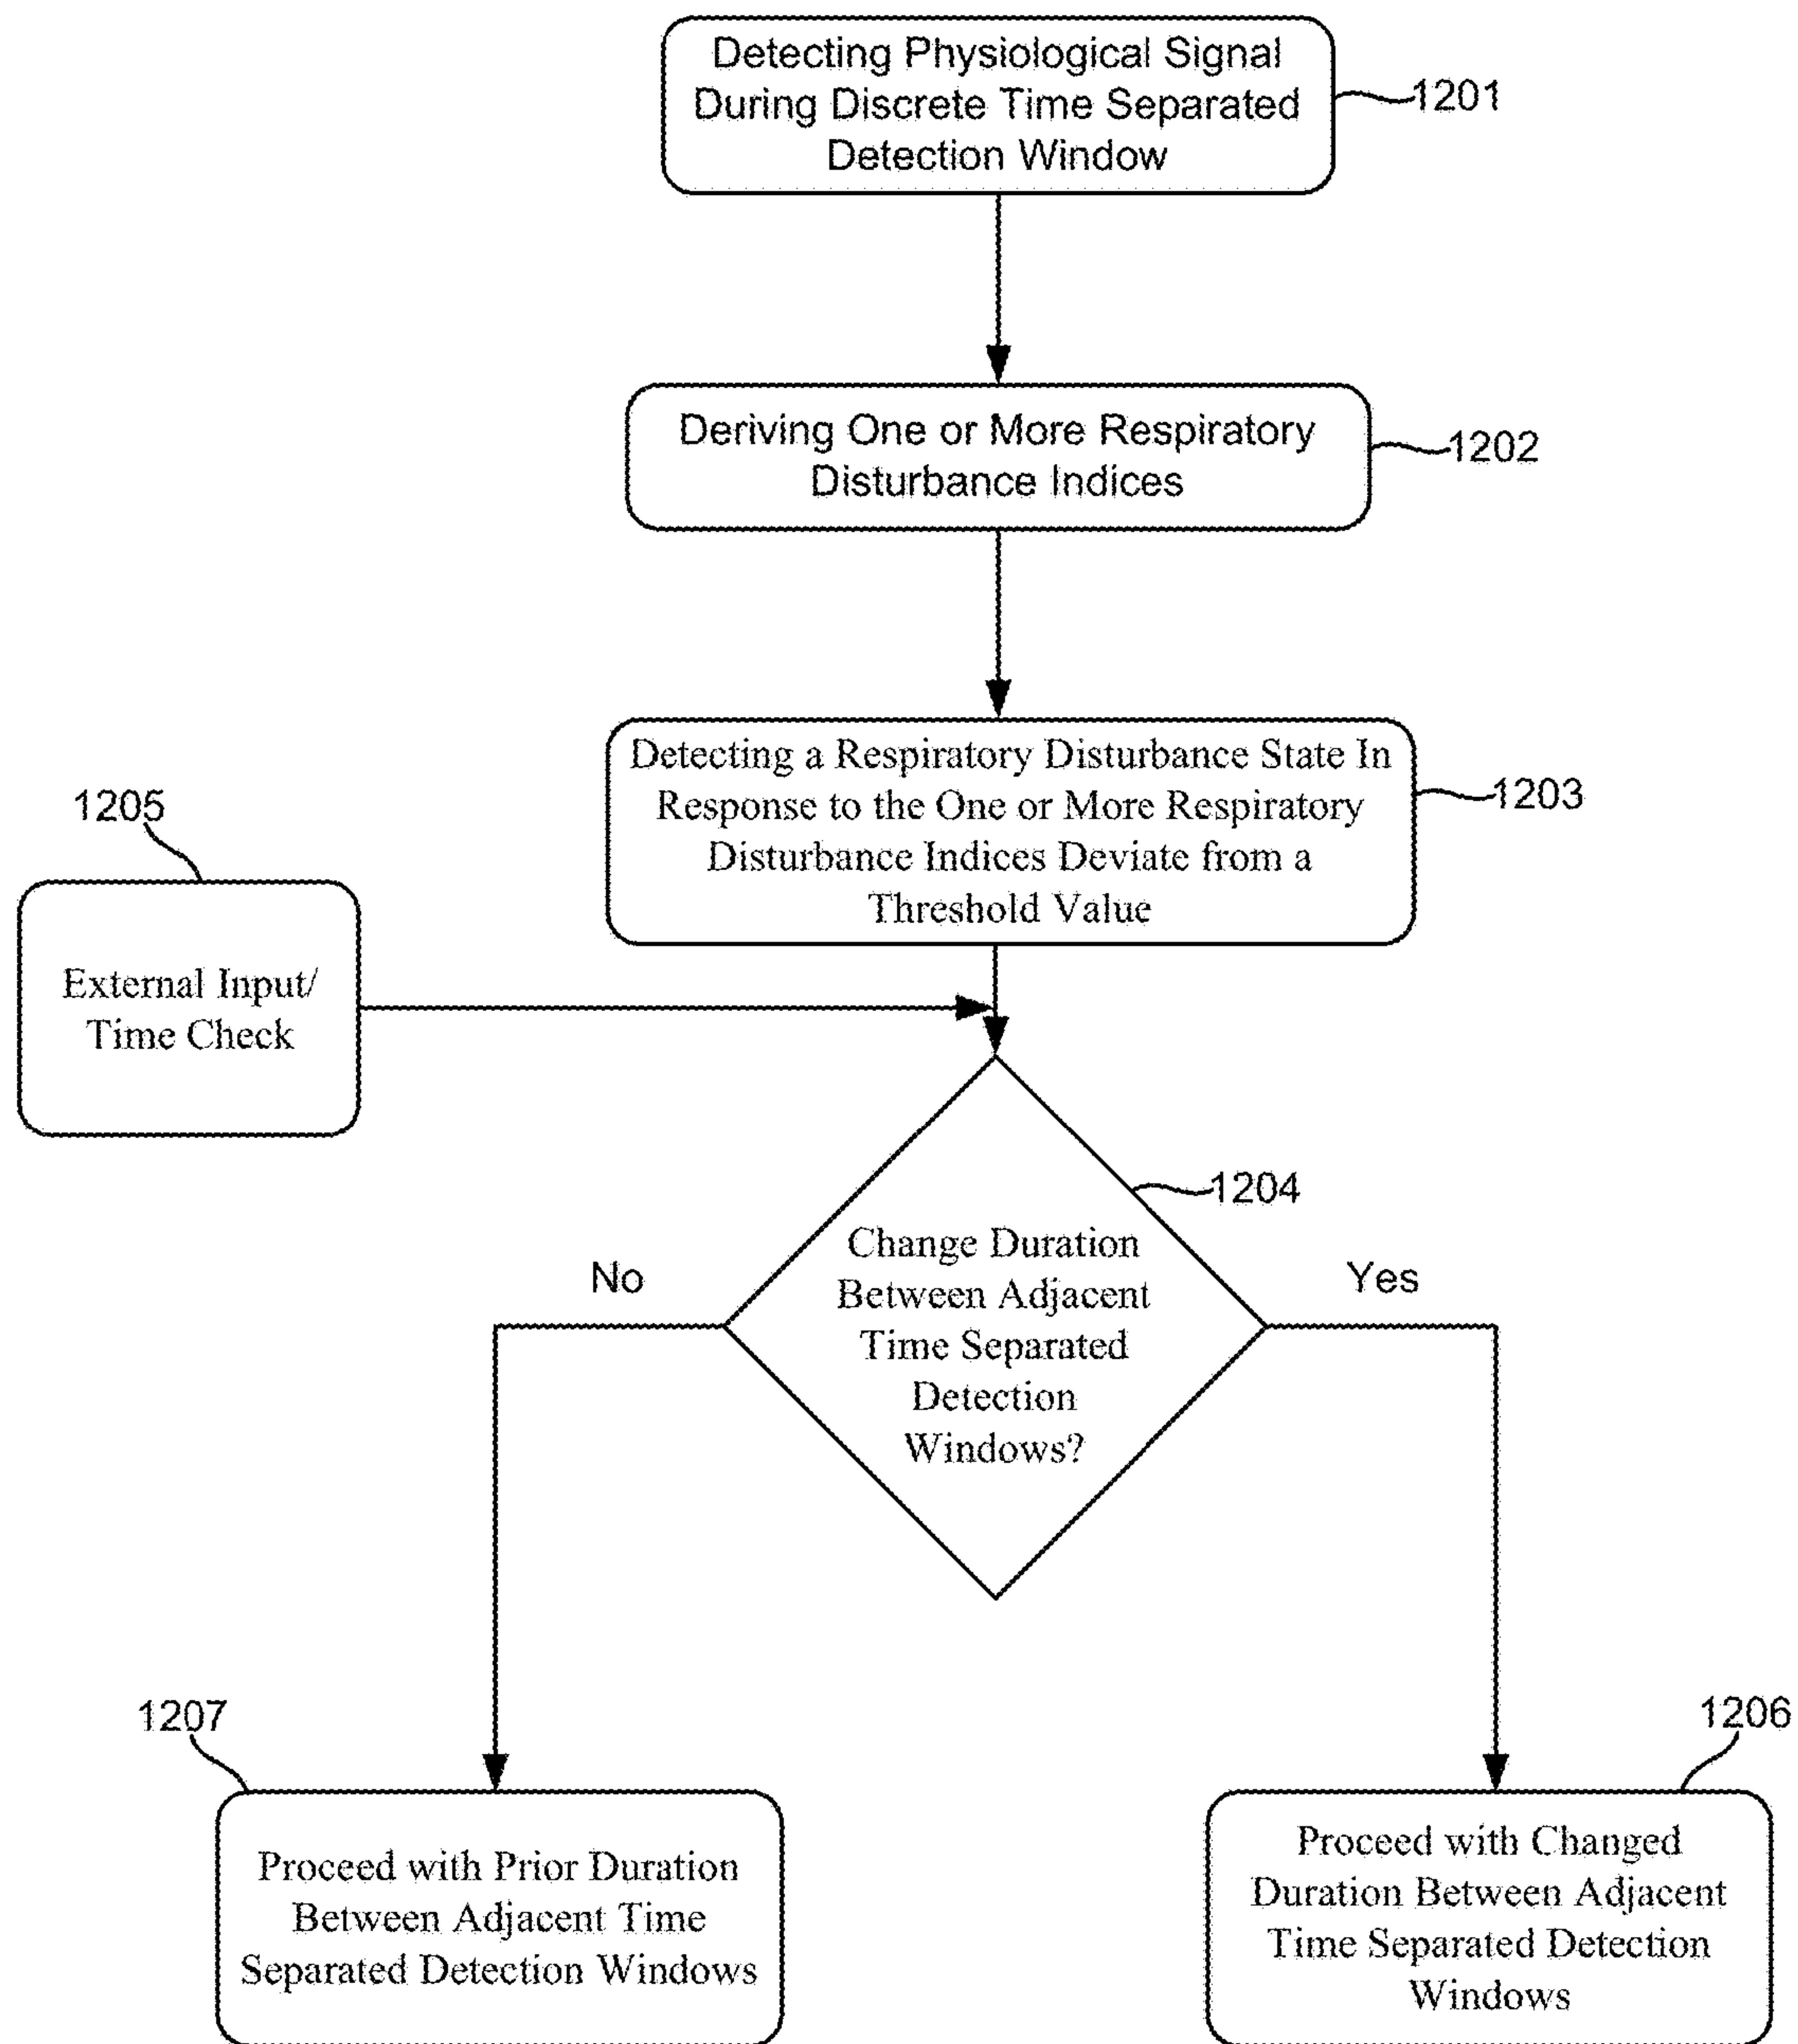 Detecting Physiological Signal
During Discrete Time Separated
Detection Window
1201
Deriving One or More Respiratory
Disturbance Indices
1202
Detecting a Respiratory Disturbance State In
Response to the One or More Respiratory
Disturbance Indices Deviate from a
Threshold Value
1203
1205
External Input/
Time Check
1204
Change Duration
Between Adjacent
Time Separated
Detection
Windows?
No
Yes
1207
Proceed with Prior Duration
Between Adjacent Time
Separated Detection Windows
1206
Proceed with Changed
Duration Between Adjacent
Time Separated Detection
Windows